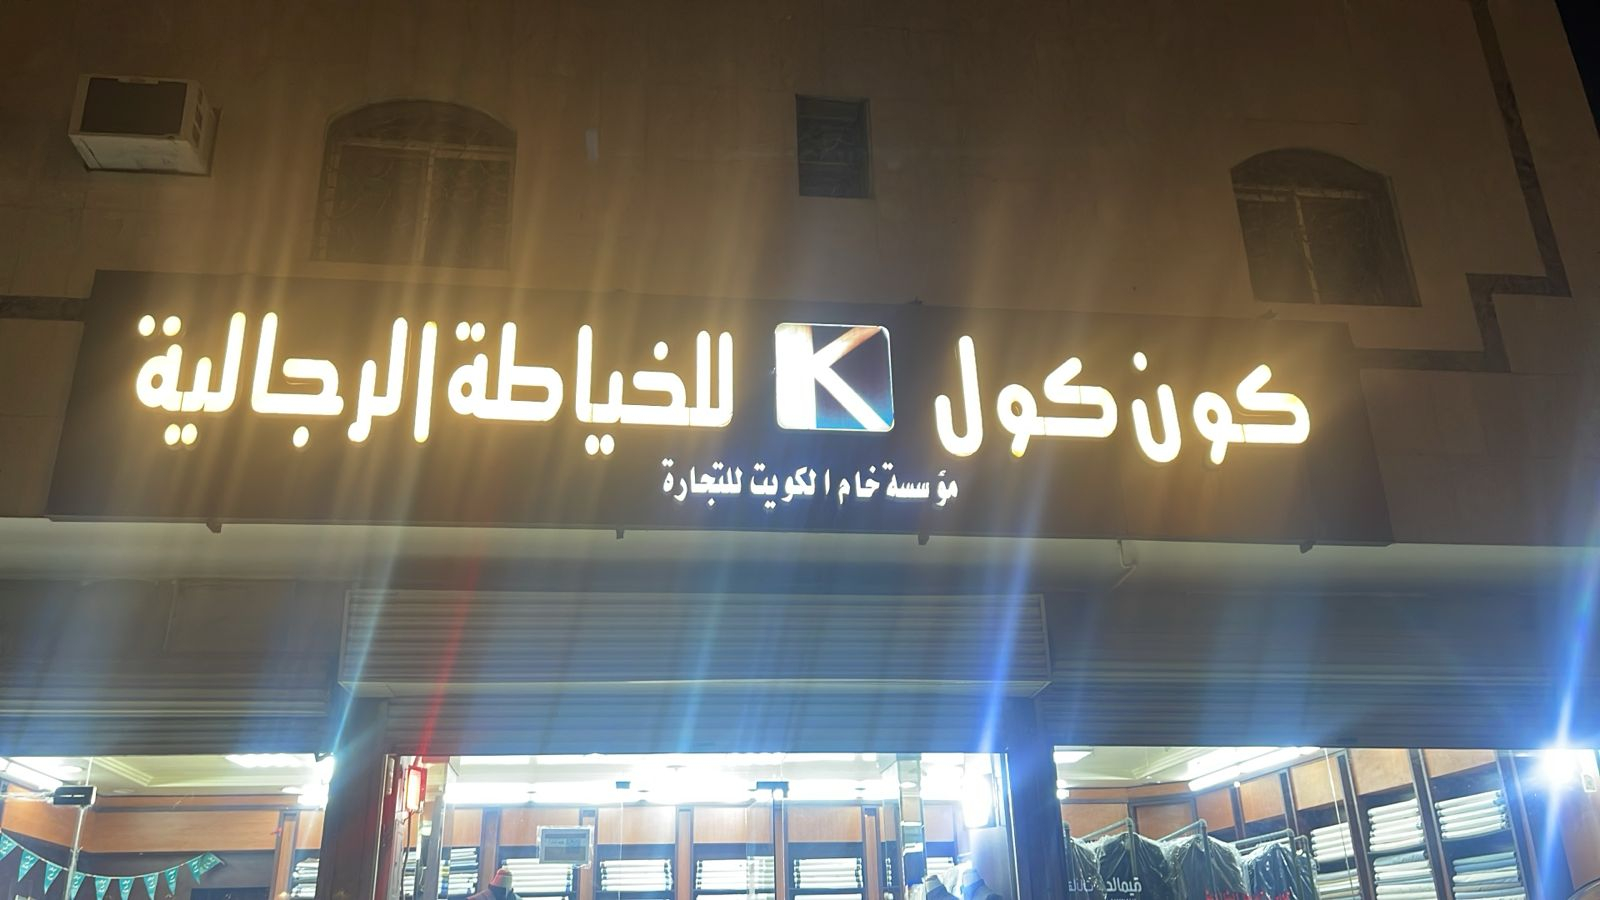 كون كول K للخياطة الرجالية
مؤسسة خام الكويت للتجارة